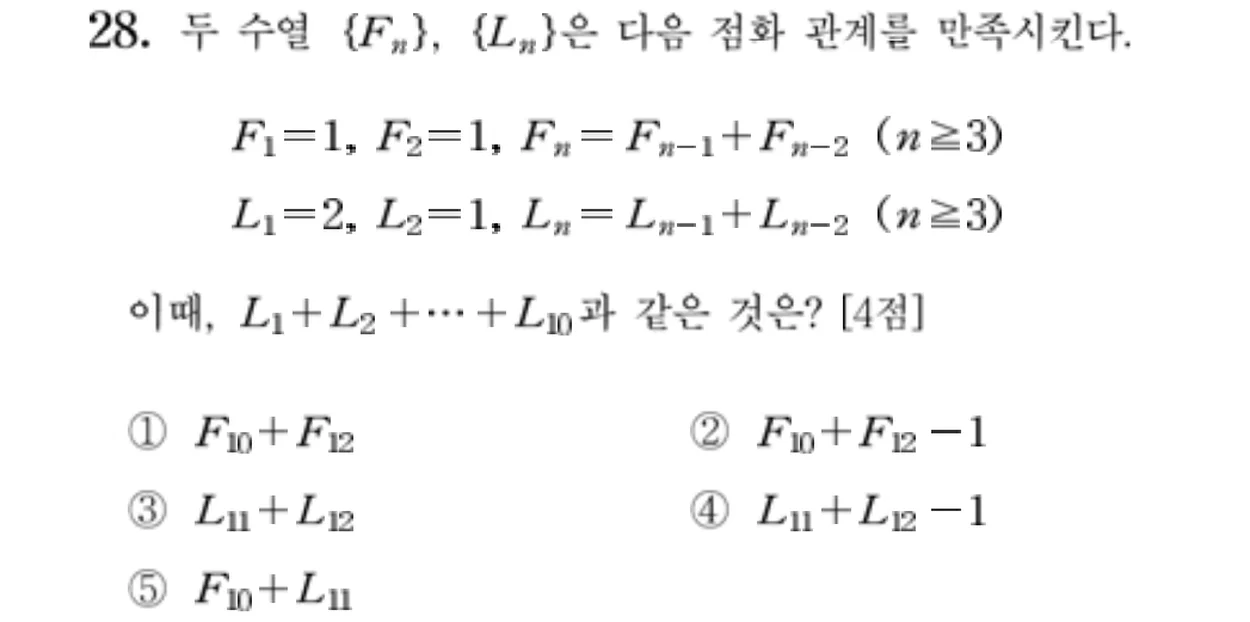 28. 두 수열 {Fₙ}, {Lₙ}은 다음 점화 관계를 만족시킨다.
F₁=1, F₂=1, Fₙ=Fₙ₋₁+Fₙ₋₂ (n≧3)
L₁=2, L₂=1, Lₙ=Lₙ₋₁+Lₙ₋₂ (n≧3)
이때, L₁+L₂+⋯+L₁₀과 같은 것은? [4점]
① F₁₀+F₁₂ ② F₁₀+F₁₂−1
③ L₁₁+L₁₂ ④ L₁₁+L₁₂−1
⑤ F₁₀+L₁₁